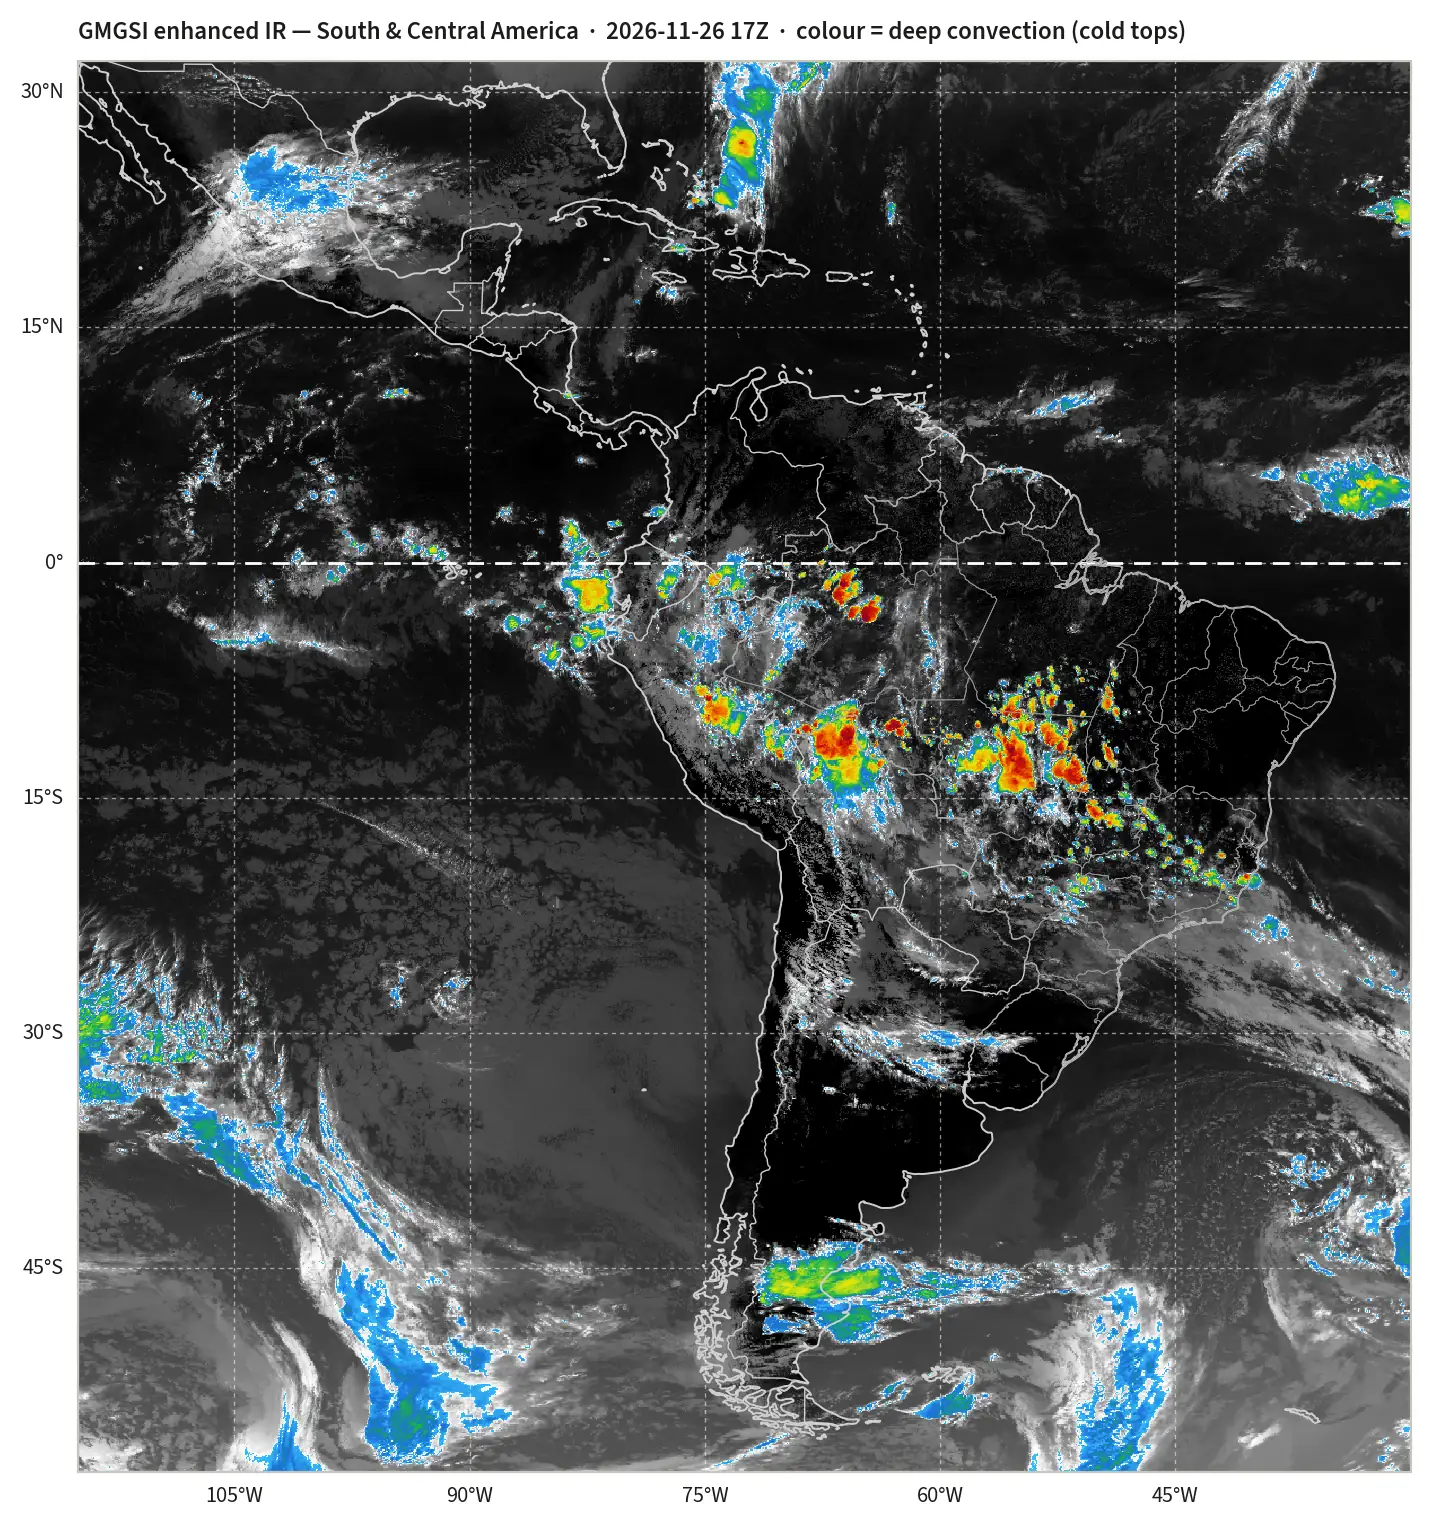 GMGSI enhanced IR — South & Central America · 2026-11-26 17Z · colour = deep convection (cold tops)
30°N
15°N
0°
15°S
30°S
45°S
105°W
90°W
75°W
60°W
45°W